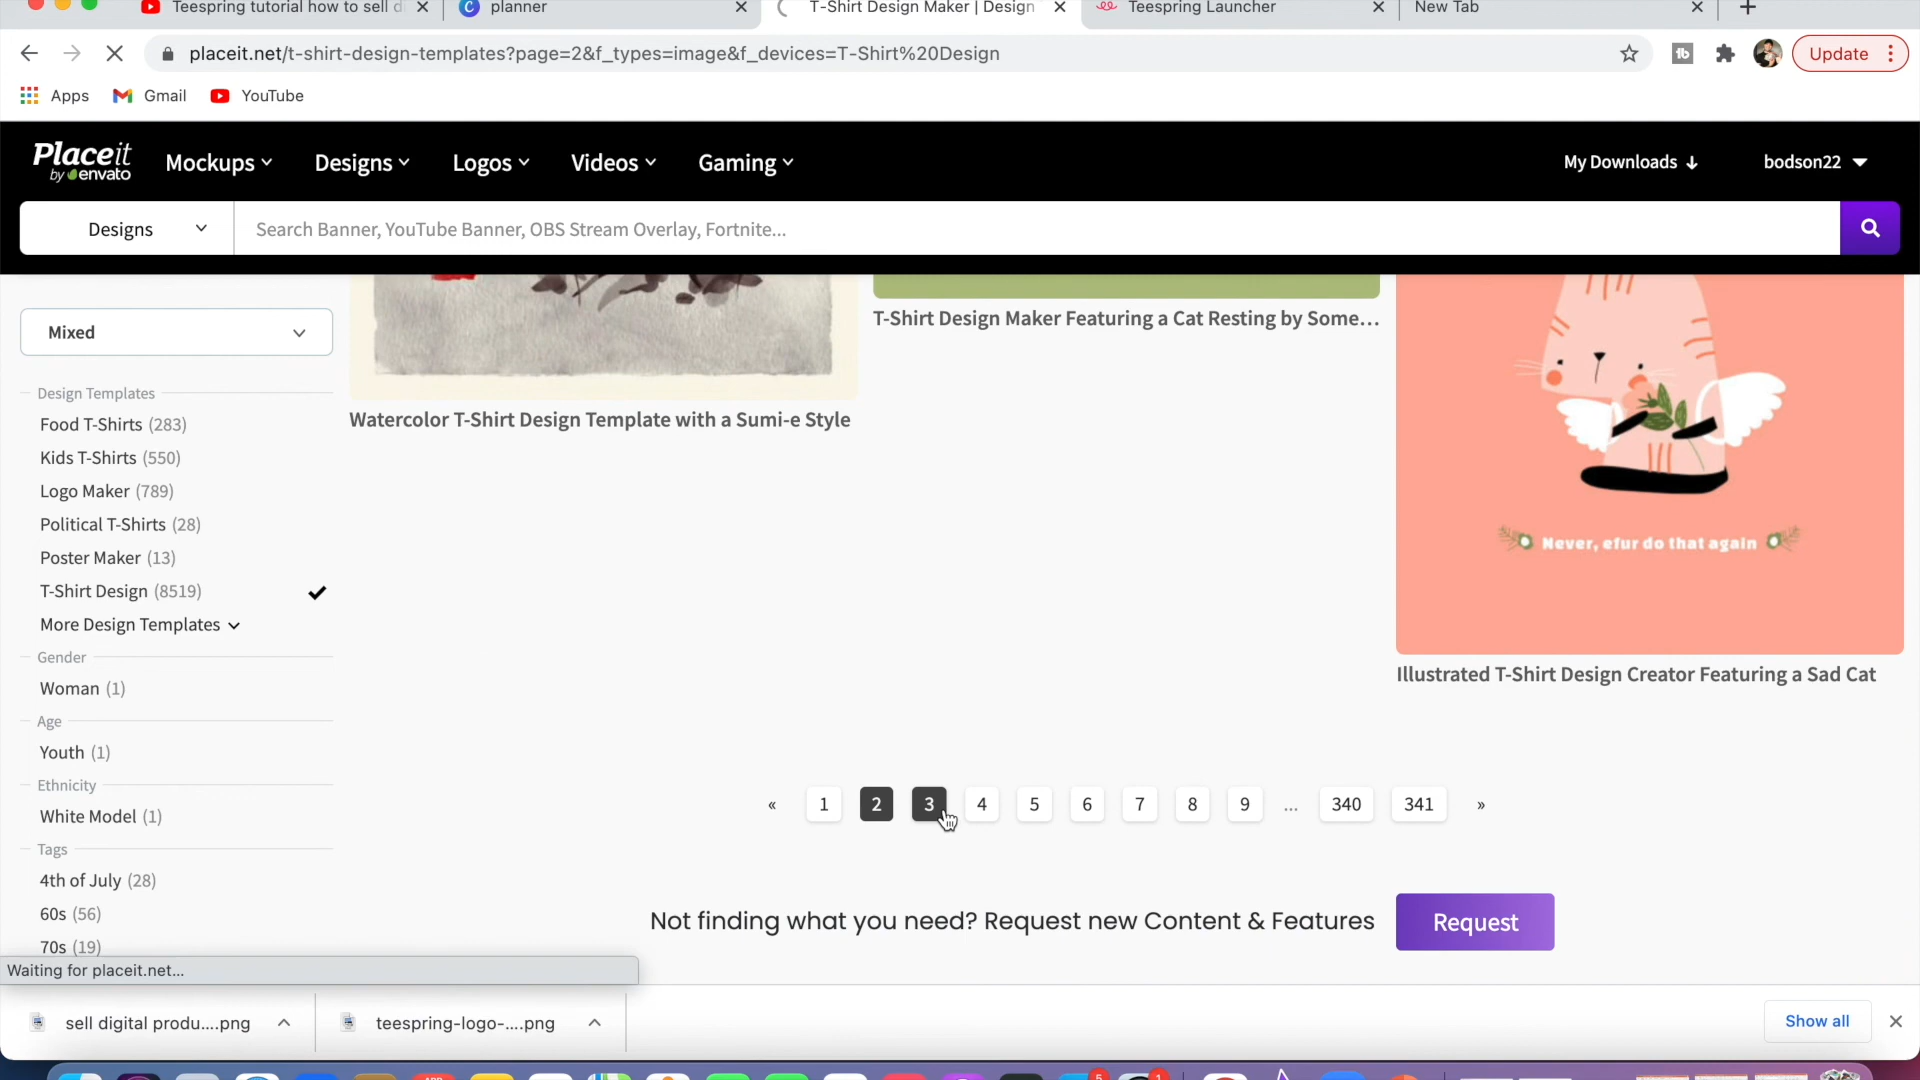 Teespring tutorial how to sell d
planner
T-Shirt Design Maker | Design
Teespring Launcher
New Tab
placeit.net/t-shirt-design-templates?page=2&f_types=image&f_devices=T-Shirt%20Design
Update
Apps
Gmail
YouTube
Placeit
by envato
Mockups
Designs
Logos
Videos
Gaming
My Downloads
bodson22
Designs
Search Banner, YouTube Banner, OBS Stream Overlay, Fortnite...
Mixed
Design Templates
Food T-Shirts (283)
Kids T-Shirts (550)
Logo Maker (789)
Political T-Shirts (28)
Poster Maker (13)
T-Shirt Design (8519)
More Design Templates
Gender
Woman (1)
Age
Youth (1)
Ethnicity
White Model (1)
Tags
4th of July (28)
60s (56)
70s (19)
Watercolor T-Shirt Design Template with a Sumi-e Style
T-Shirt Design Maker Featuring a Cat Resting by Some...
Never, efur do that again
Illustrated T-Shirt Design Creator Featuring a Sad Cat
« 1 2 3 4 5 6 7 8 9 ... 340 341 »
Not finding what you need? Request new Content & Features
Request
Waiting for placeit.net...
sell digital produ....png
teespring-logo-....png
Show all
5
1